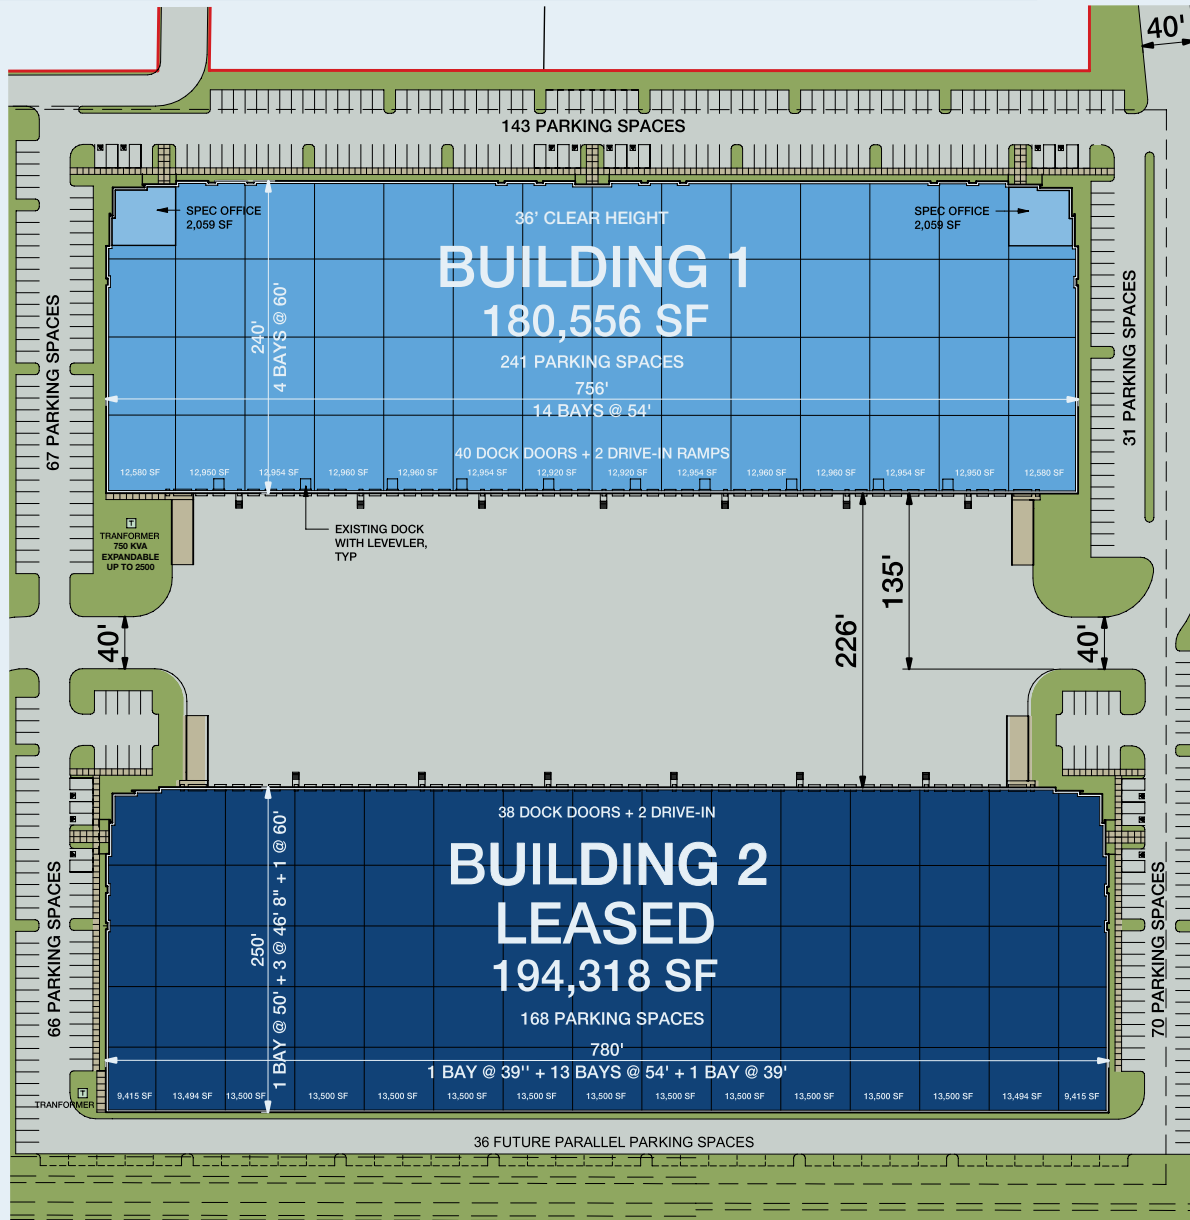 40'
143 PARKING SPACES
SPEC OFFICE
2,059 SF
36' CLEAR HEIGHT
SPEC OFFICE
2,059 SF
BUILDING 1
180,556 SF
241 PARKING SPACES
756'
14 BAYS @ 54'
240'
4 BAYS @ 60'
67 PARKING SPACES
31 PARKING SPACES
40 DOCK DOORS + 2 DRIVE-IN RAMPS
12,580 SF
12,950 SF
12,954 SF
12,960 SF
12,960 SF
12,954 SF
12,920 SF
12,920 SF
12,954 SF
12,960 SF
12,960 SF
12,954 SF
12,950 SF
12,580 SF
T
TRANFORMER
750 KVA
EXPANDABLE
UP TO 2500
EXISTING DOCK
WITH LEVEVLER,
TYP
135'
226'
40'
40'
38 DOCK DOORS + 2 DRIVE-IN
BUILDING 2
LEASED
194,318 SF
168 PARKING SPACES
780'
1 BAY @ 39'' + 13 BAYS @ 54' + 1 BAY @ 39'
250'
1 BAY @ 50' + 3 @ 46' 8" + 1 @ 60'
66 PARKING SPACES
70 PARKING SPACES
T
TRANFORMER
9,415 SF
13,494 SF
13,500 SF
13,500 SF
13,500 SF
13,500 SF
13,500 SF
13,500 SF
13,500 SF
13,500 SF
13,500 SF
13,500 SF
13,500 SF
13,494 SF
9,415 SF
36 FUTURE PARALLEL PARKING SPACES